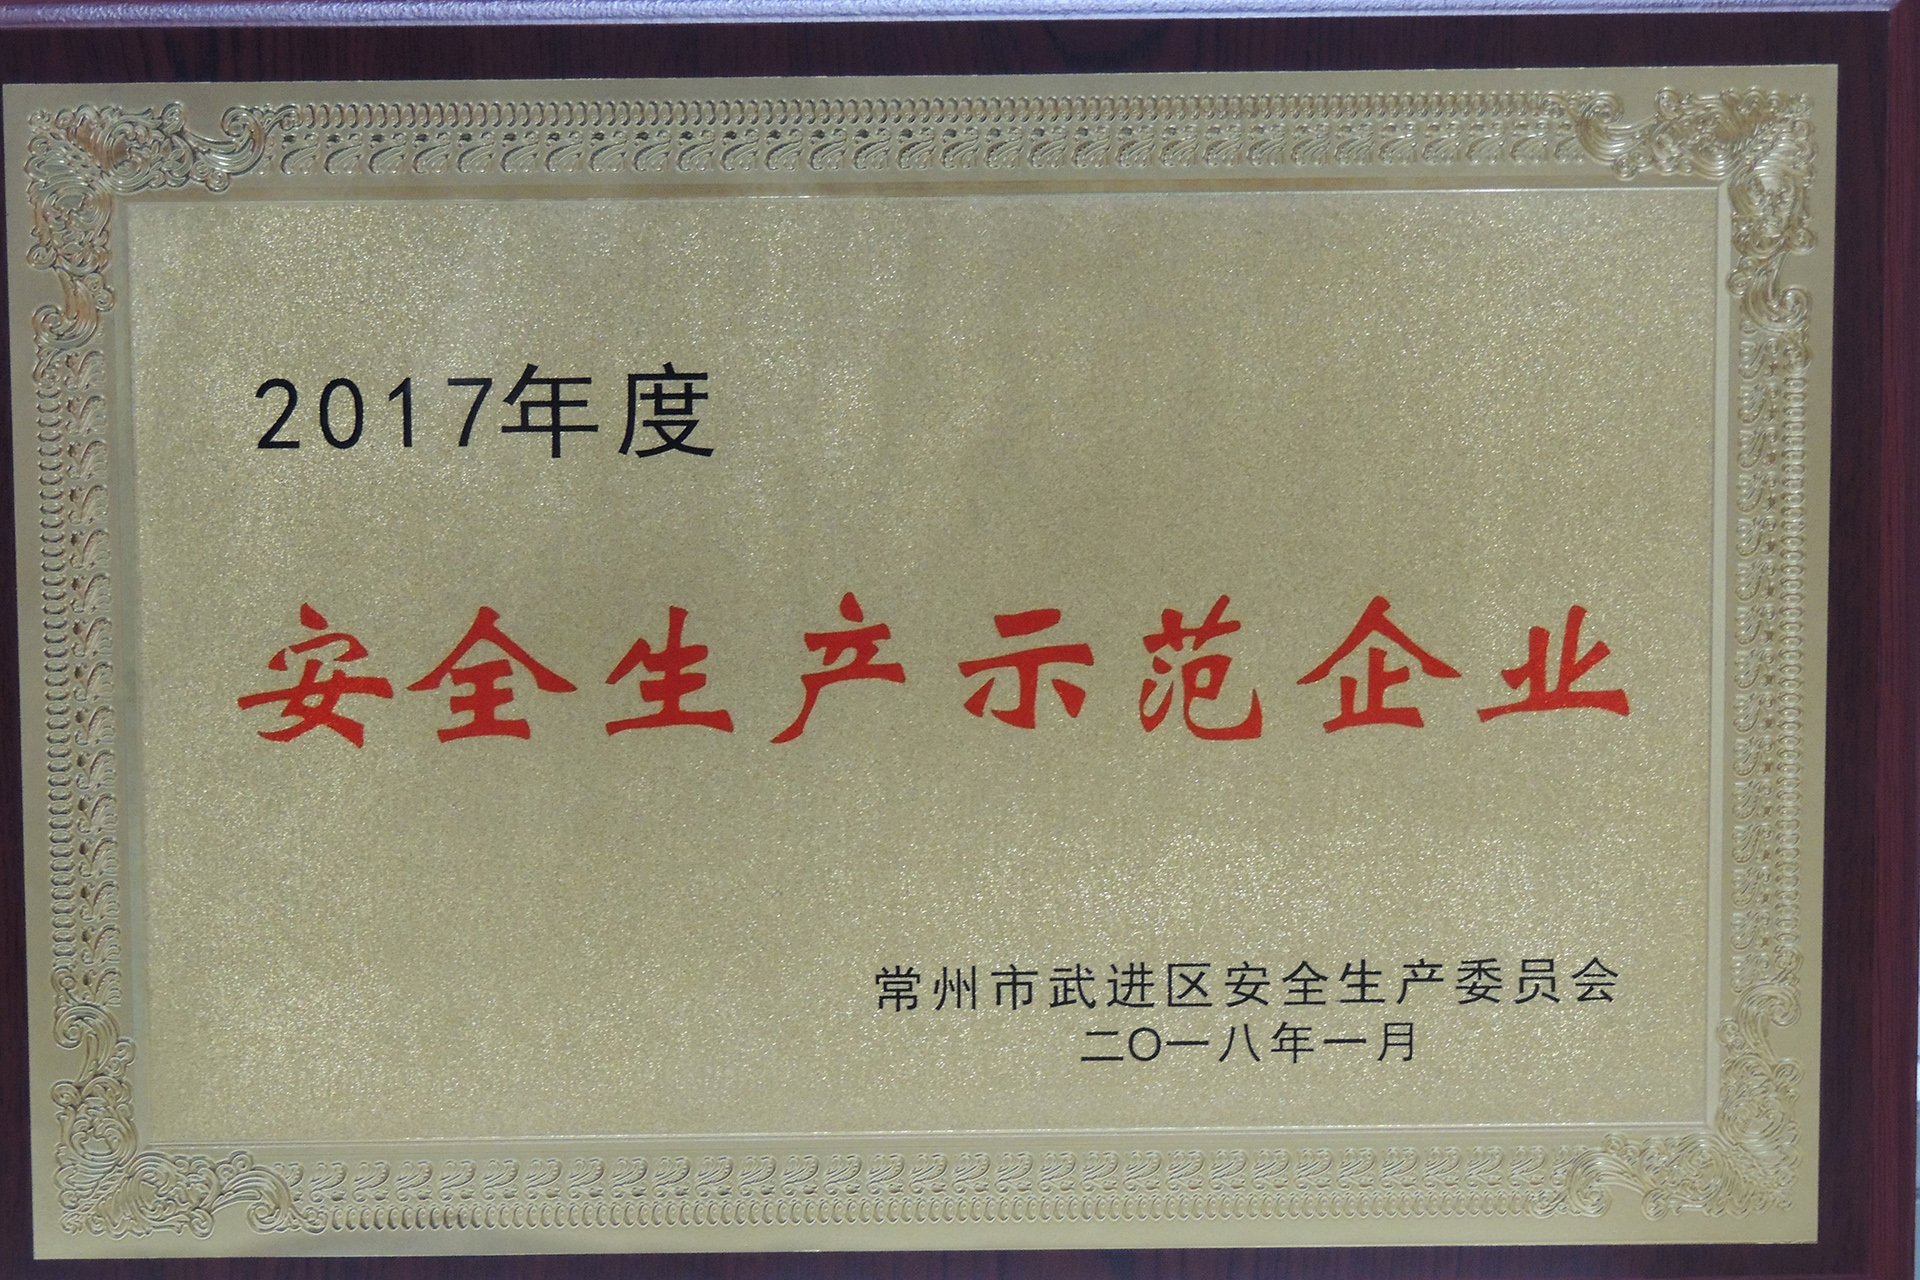 2017年度
安全生产示范企业
常州市武进区安全生产委员会
二〇一八年一月